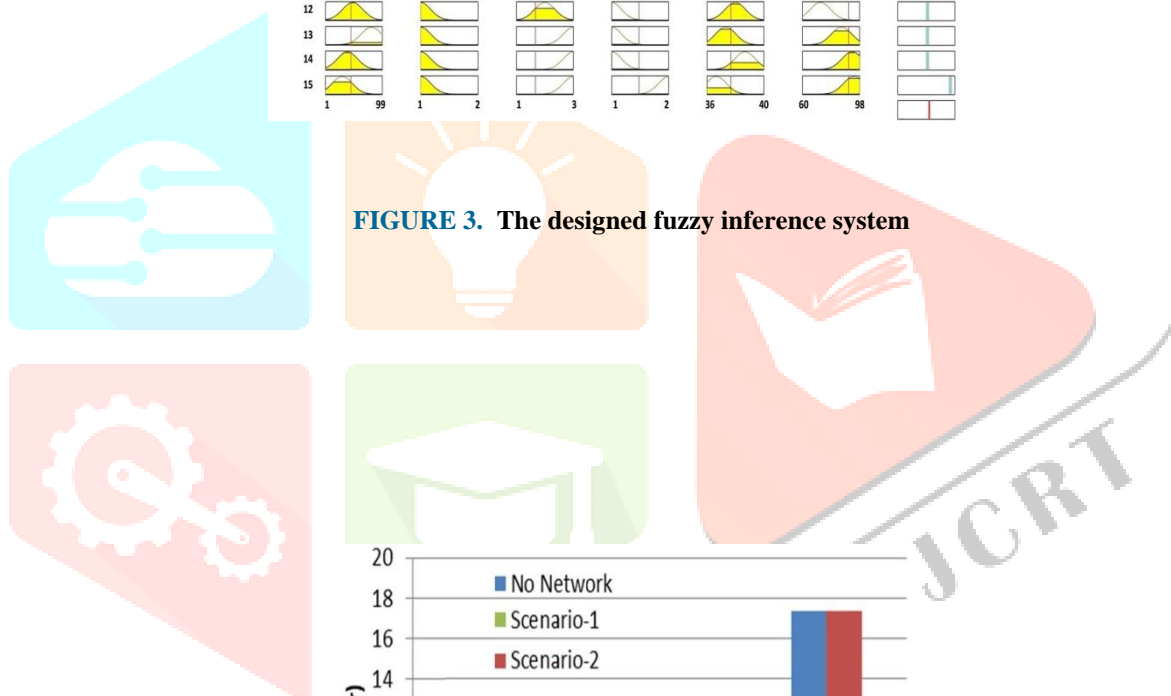 12
13
14
15
1 99 1 2 1 3 1 2 36 40 60 98
FIGURE 3. The designed fuzzy inference system
JCRT
20
18
16
14
No Network
Scenario-1
Scenario-2